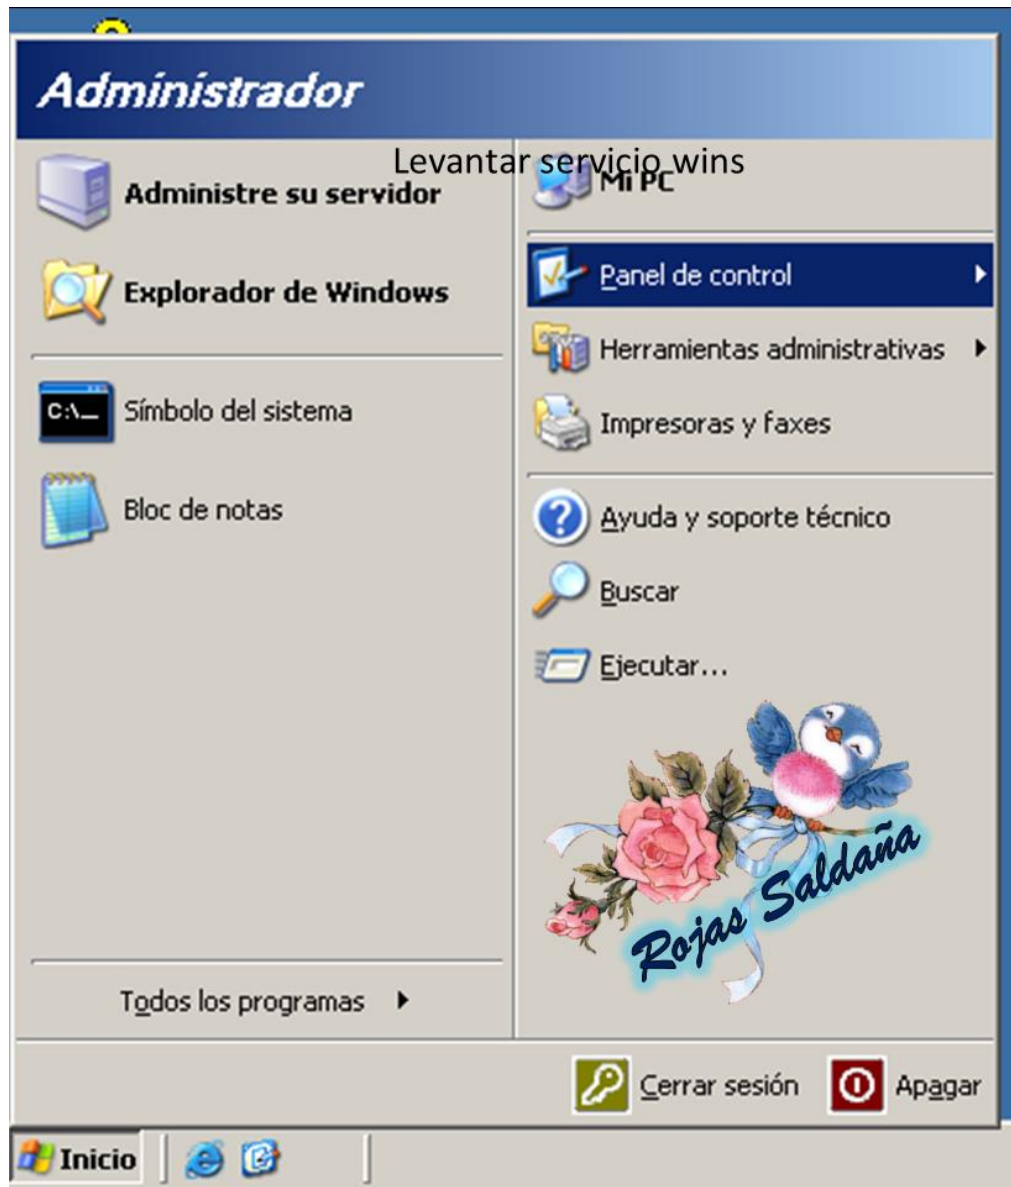 Administrador
Levantar servicio wins
Administre su servidor
Explorador de Windows
C:\_
Símbolo del sistema
Bloc de notas
Todos los programas
Mi PC
Panel de control
Herramientas administrativas
Impresoras y faxes
Ayuda y soporte técnico
Buscar
Ejecutar...
Rojas Saldaña
Cerrar sesión
Apagar
Inicio